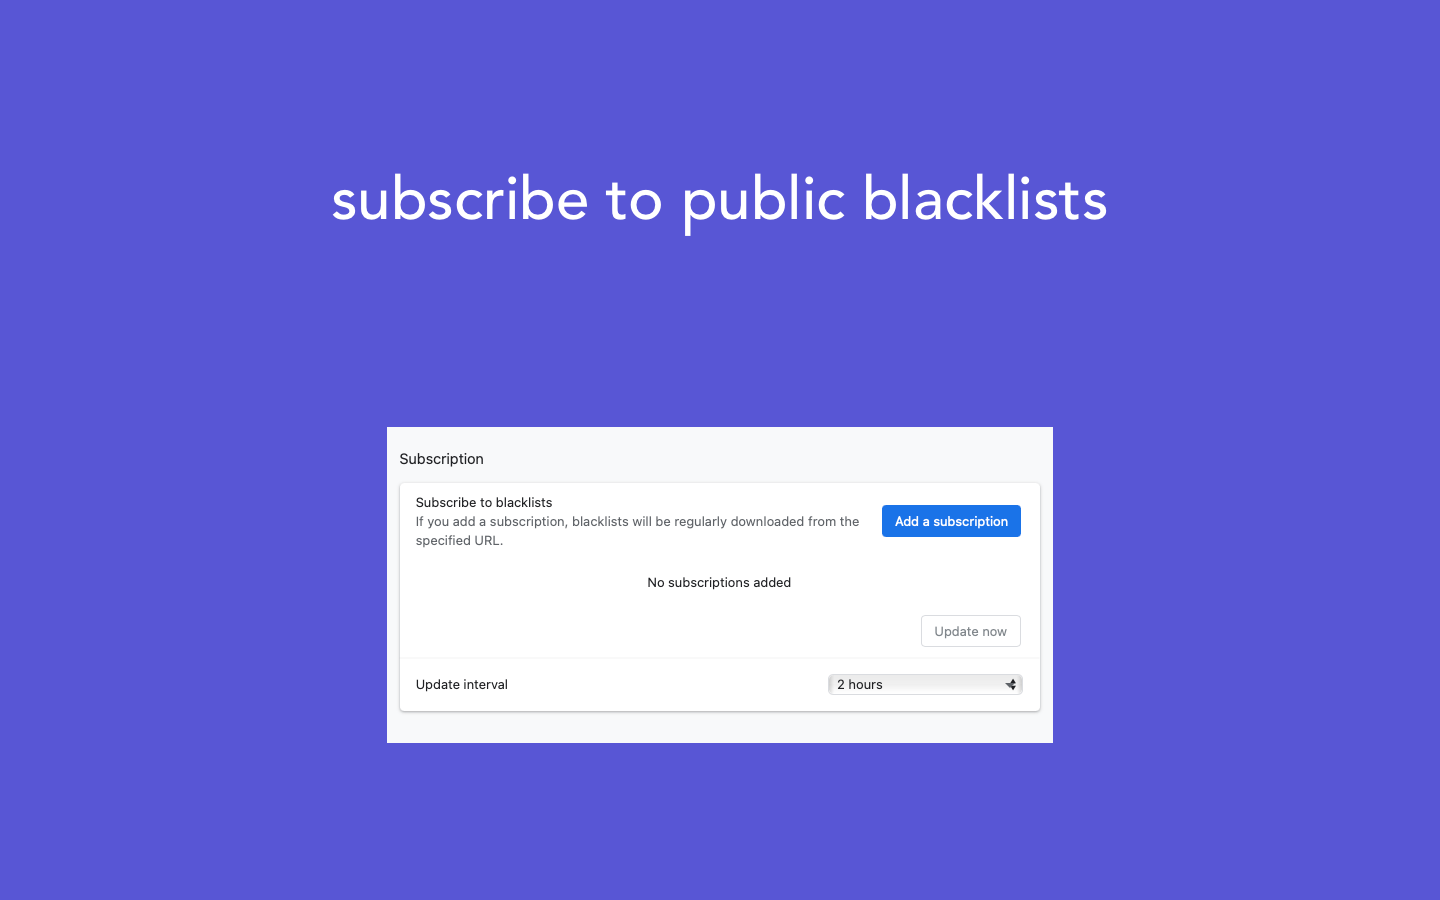 subscribe to public blacklists
Subscription
Subscribe to blacklists
If you add a subscription, blacklists will be regularly downloaded from the
specified URL.
Add a subscription
No subscriptions added
Update now
Update interval
2 hours